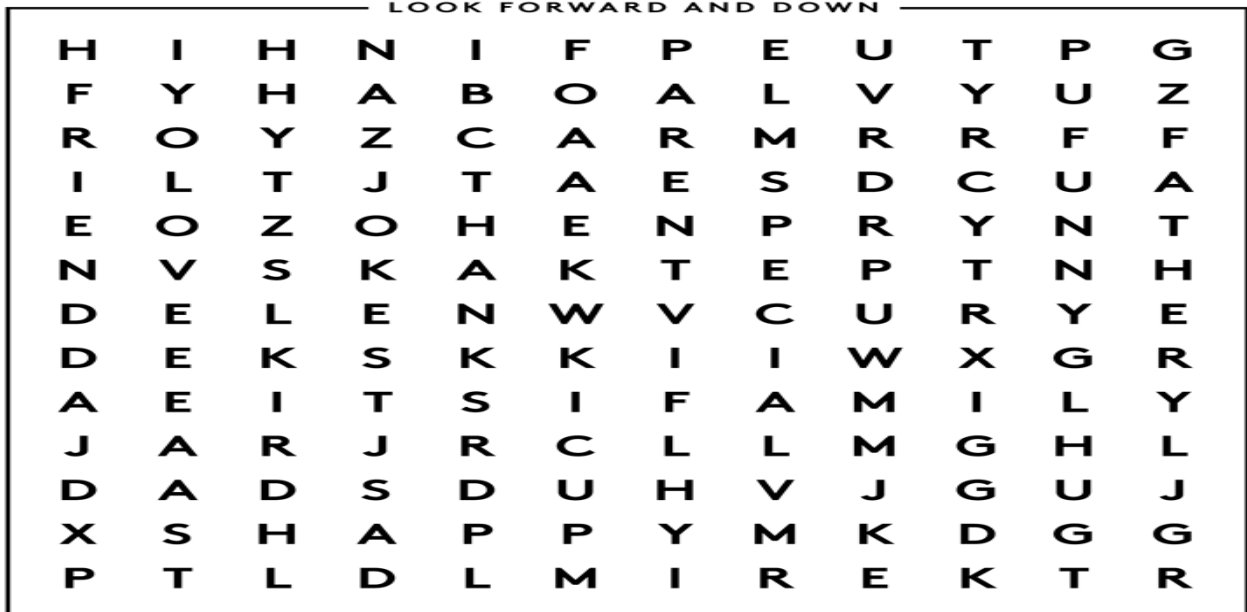 LOOK FORWARD AND DOWN
H I H N I F P E U T P G
F Y H A B O A L V Y U Z
R O Y Z C A R M R R F F
I L T J T A E S D C U A
E O Z O H E N P R Y N T
N V S K A K T E P T N H
D E L E N W V C U R Y E
D E K S K K I I W X G R
A E I T S I F A M I L Y
J A R J R C L L M G H L
D A D S D U H V J G U J
X S H A P P Y M K D G G
P T L D L M I R E K T R